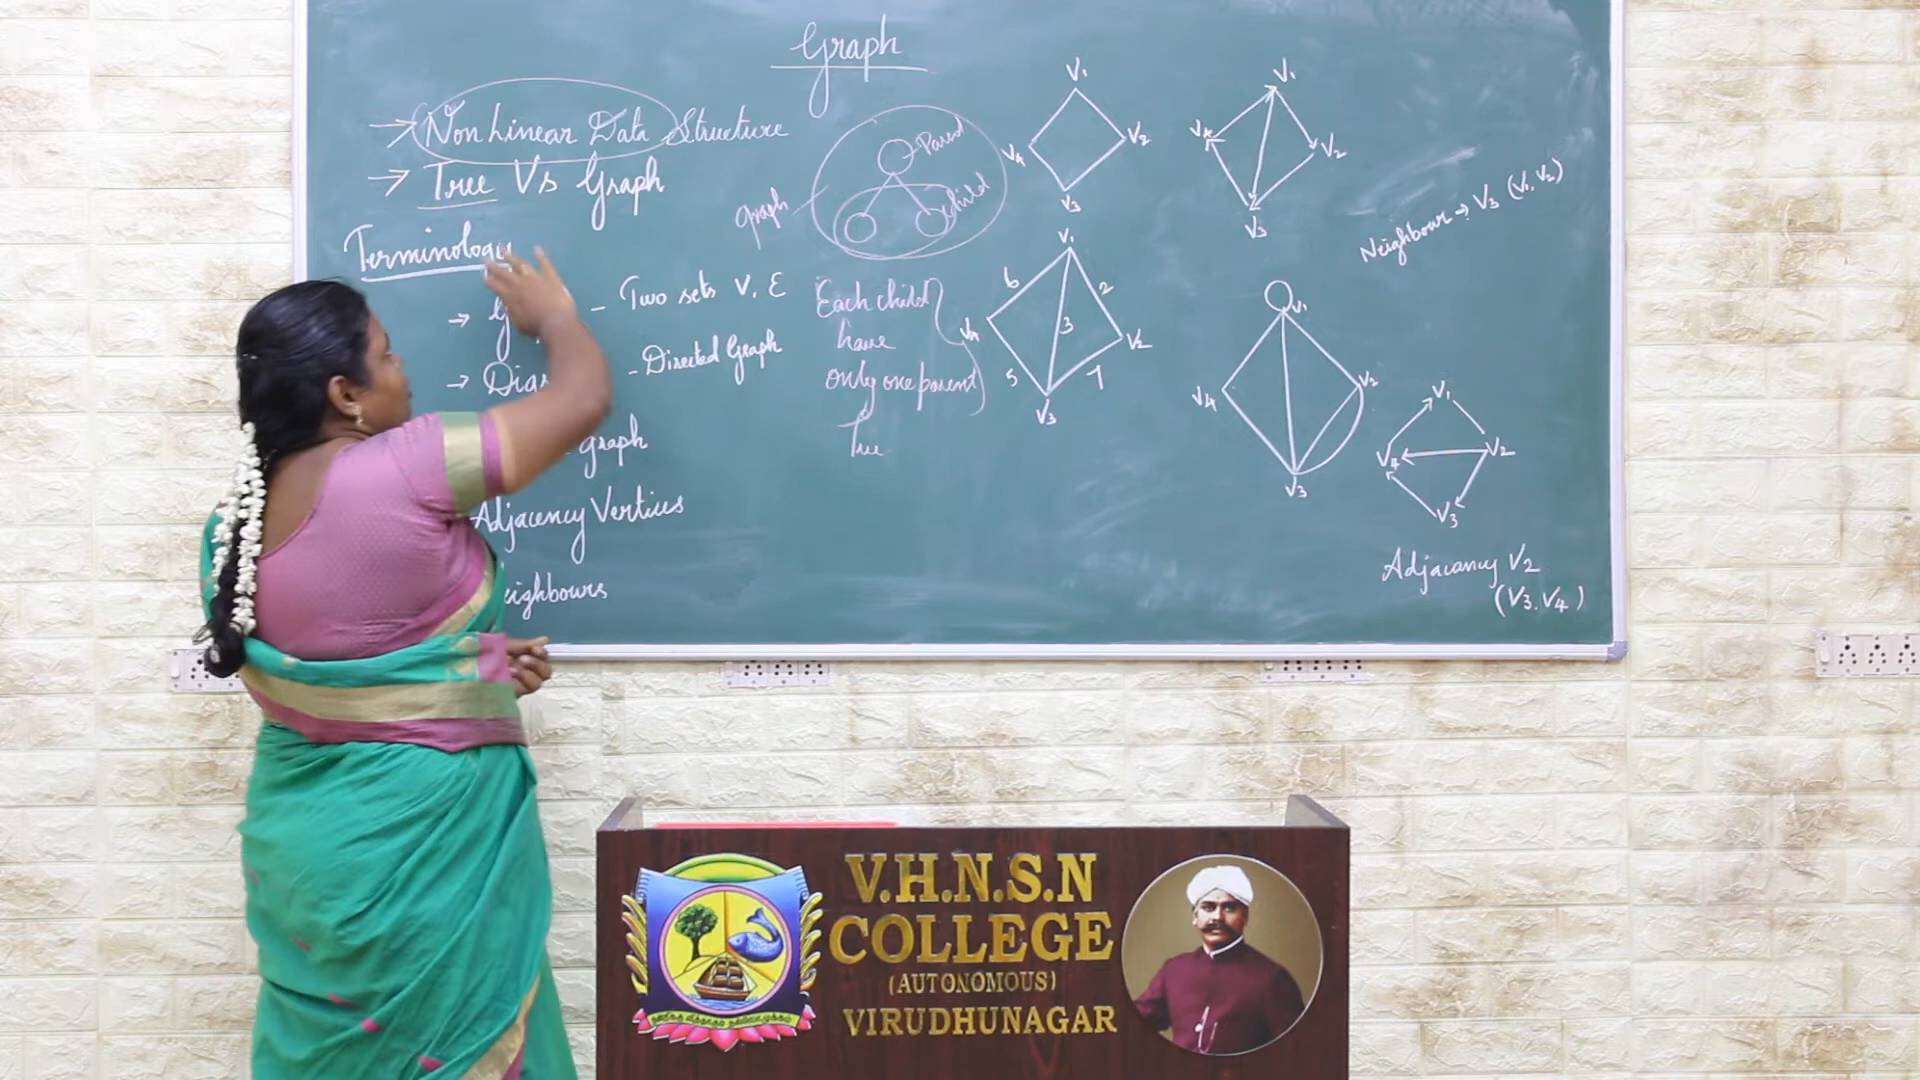 Graph
→ Non Linear Data Structure
→ Tree Vs Graph
Terminology
→ - Two sets V, E
→ - Directed Graph
graph
Adjacency Vertices
Neighbours
Parent
child
graph
Each child
have
only one parent
Tree
V1
V2
V3
V4
V1
V2
V3
V4
Neighbour → V3 (V1, V2)
V1
6
2
3
V4
V2
5
7
V3
V1
V4
V2
V3
V1
V4
V2
V3
Adjacancy V2
(V3, V4)
V.H.N.S.N
COLLEGE
(AUTONOMOUS)
VIRUDHUNAGAR